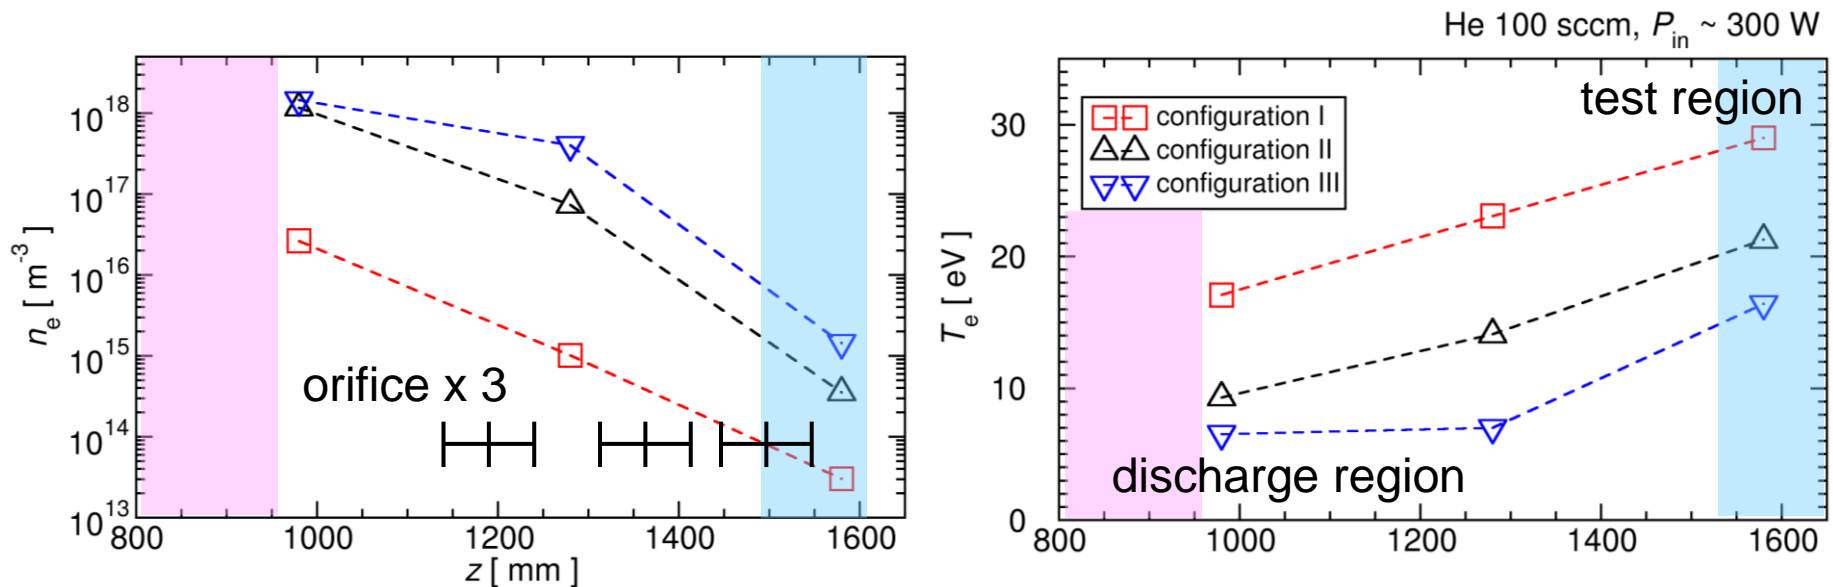 He 100 sccm, P_in ~ 300 W
n_e [ m^-3 ]
10^18
10^17
10^16
10^15
10^14
10^13
orifice x 3
800 1000 1200 1400 1600
z [ mm ]
T_e [ eV ]
30
20
10
0
test region
configuration I
configuration II
configuration III
discharge region
800 1000 1200 1400 1600